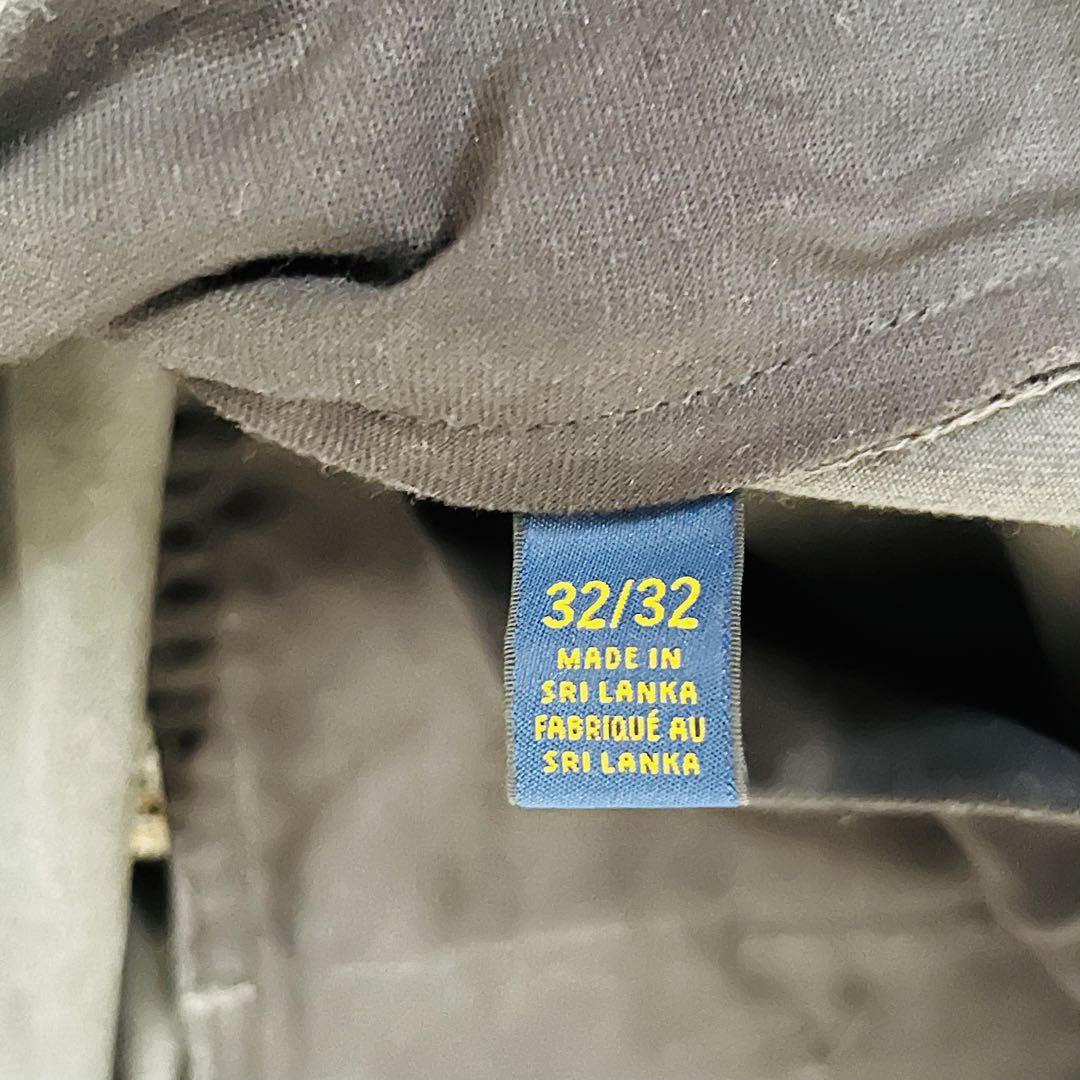 32/32
MADE IN
SRI LANKA
FABRIQUÉ AU
SRI LANKA